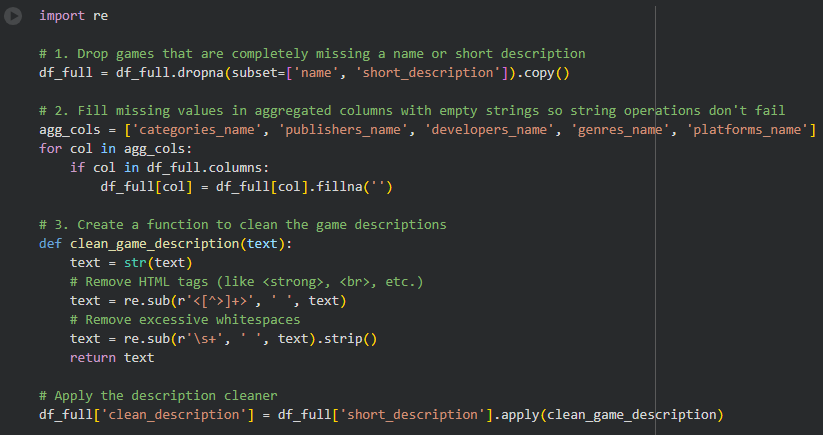 import re
# 1. Drop games that are completely missing a name or short description
df_full = df_full.dropna(subset=['name', 'short_description']).copy()
# 2. Fill missing values in aggregated columns with empty strings so string operations don't fail
agg_cols = ['categories_name', 'publishers_name', 'developers_name', 'genres_name', 'platforms_name']
for col in agg_cols:
    if col in df_full.columns:
        df_full[col] = df_full[col].fillna('')
# 3. Create a function to clean the game descriptions
def clean_game_description(text):
    text = str(text)
    # Remove HTML tags (like <strong>, <br>, etc.)
    text = re.sub(r'<[^>]+>', ' ', text)
    # Remove excessive whitespaces
    text = re.sub(r'\s+', ' ', text).strip()
    return text
# Apply the description cleaner
df_full['clean_description'] = df_full['short_description'].apply(clean_game_description)